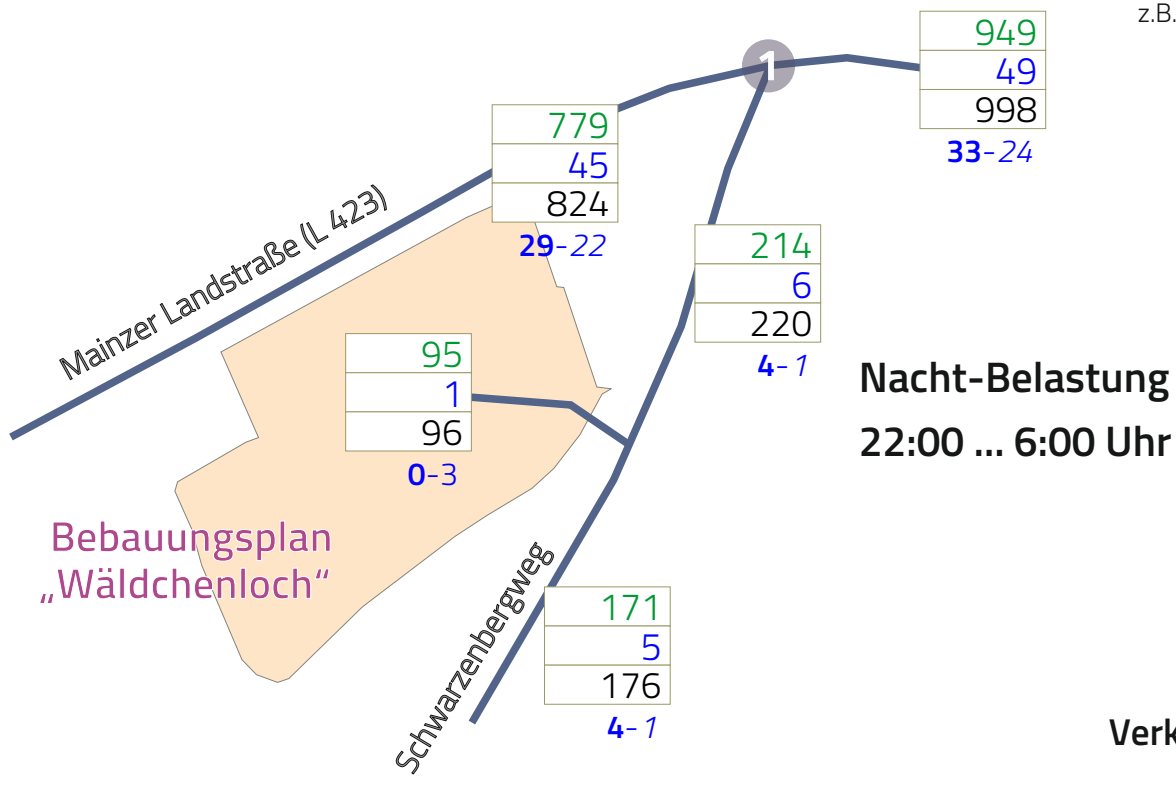 z.B.
949
49
998
33-24
1
779
45
824
29-22
Mainzer Landstraße (L 423)
214
6
220
4-1
95
1
96
0-3
Nacht-Belastung
22:00 ... 6:00 Uhr
Bebauungsplan
„Wäldchenloch“
Schwarzenbergweg
171
5
176
4-1
Verk